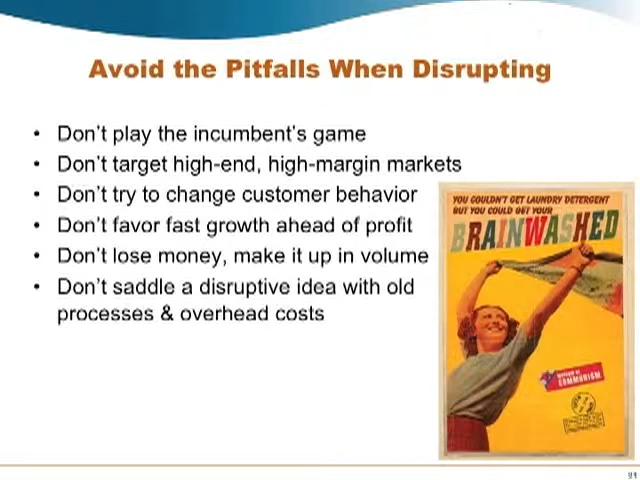 Avoid the Pitfalls When Disrupting
• Don't play the incumbent's game
• Don't target high-end, high-margin markets
• Don't try to change customer behavior
• Don't favor fast growth ahead of profit
• Don't lose money, make it up in volume
• Don't saddle a disruptive idea with old
processes & overhead costs
YOU COULDN'T GET LAUNDRY DETERGENT
BUT YOU COULD GET YOUR
BRAINWASHED
MUSEUM OF
COMMUNISM